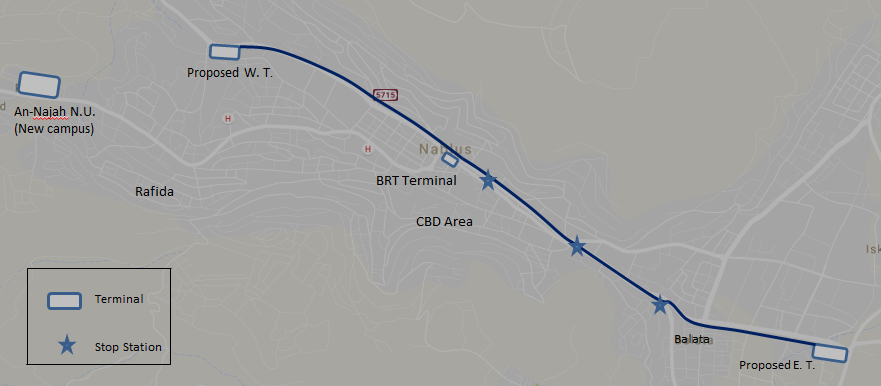 Proposed W. T.
An-Najah N.U.
(New campus)
5715
H
H
Nablus
BRT Terminal
Rafida
CBD Area
Isk
Terminal
Stop Station
Balata
Proposed E. T.